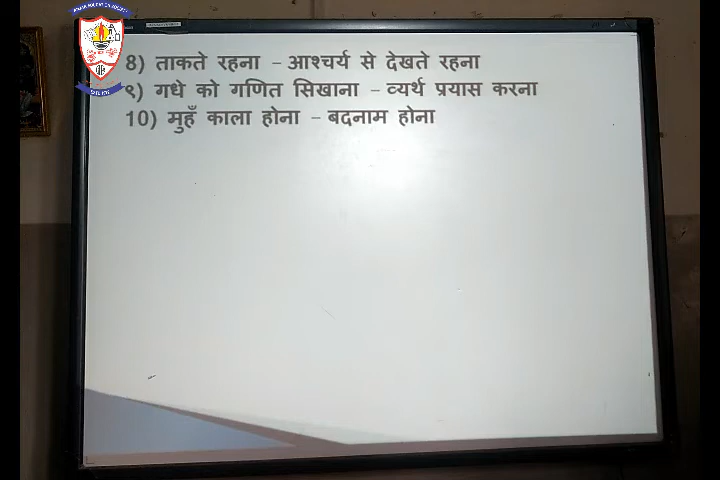 8) ताकते रहना - आश्चर्य से देखते रहना
९) गधे को गणित सिखाना - व्यर्थ प्रयास करना
10) मुहँ काला होना - बदनाम होना